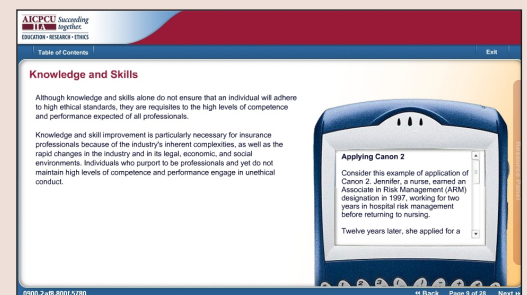 AICPCU Succeeding
IIA together.
EDUCATION • RESEARCH • ETHICS
Table of Contents
Exit
Knowledge and Skills
Although knowledge and skills alone do not ensure that an individual will adhere
to high ethical standards, they are requisites to the high levels of competence
and performance expected of all professionals.
Knowledge and skill improvement is particularly necessary for insurance
professionals because of the industry's inherent complexities, as well as the
rapid changes in the industry and in its legal, economic, and social
environments. Individuals who purport to be professionals and yet do not
maintain high levels of competence and performance engage in unethical
conduct.
Applying Canon 2
Consider this example of application of
Canon 2. Jennifer, a nurse, earned an
Associate in Risk Management (ARM)
designation in 1997, working for two
years in hospital risk management
before returning to nursing.
Twelve years later, she applied for a
Back
Page 9 of 28
Next